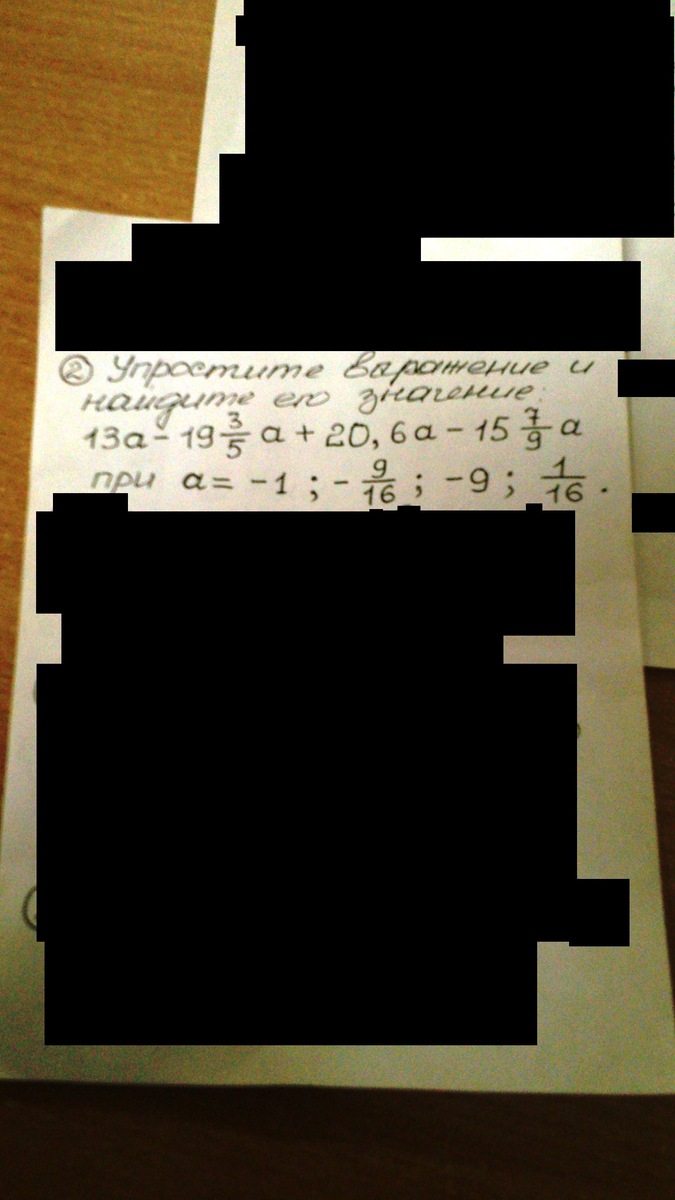 ② Упростите выражение и
найдите его значение:
13a - 19 3/5 a + 20,6a - 15 7/9 a
при a = -1 ; - 9/16 ; -9 ; 1/16 .